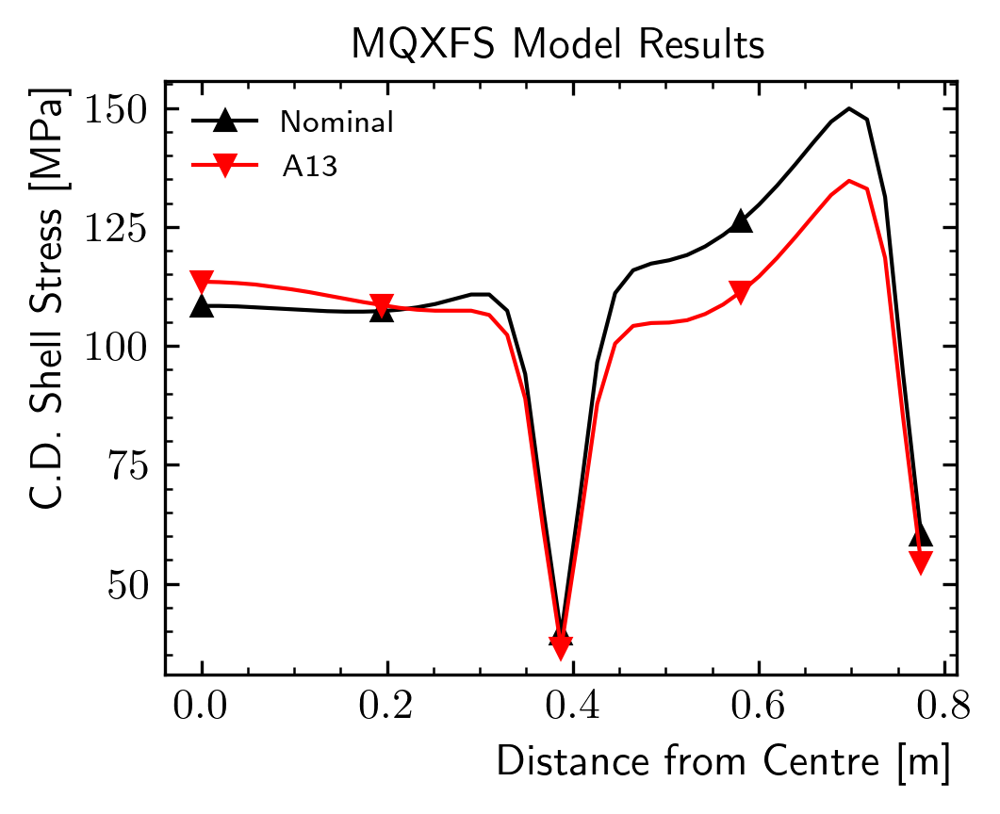 MQXFS Model Results
C.D. Shell Stress [MPa]
150
125
100
75
50
Nominal
A13
0.0 0.2 0.4 0.6 0.8
Distance from Centre [m]